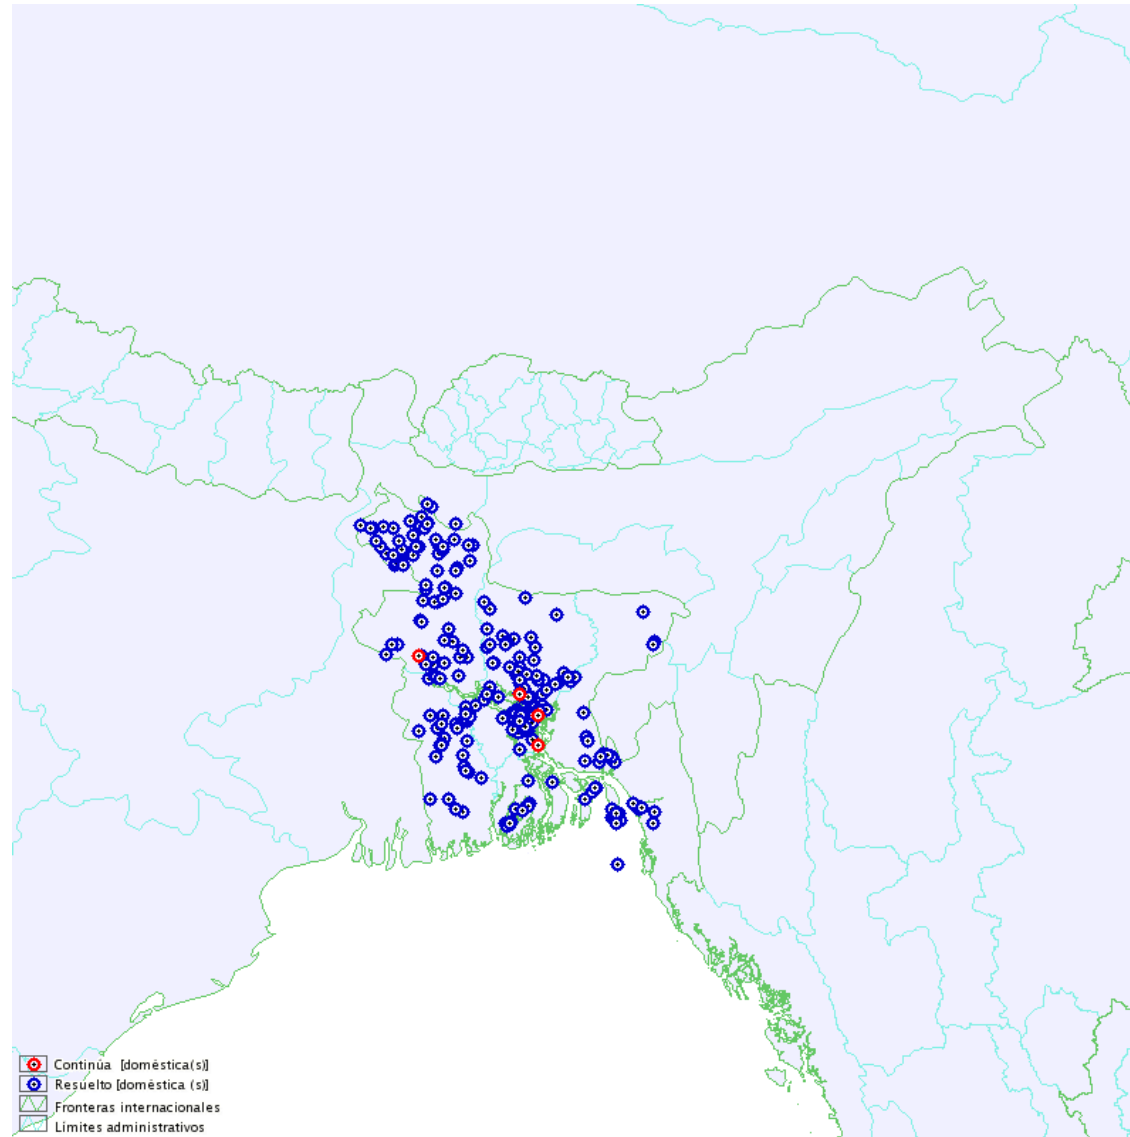 Continúa [doméstica(s)]
Resuelto [doméstica (s)]
Fronteras internacionales
Límites administrativos